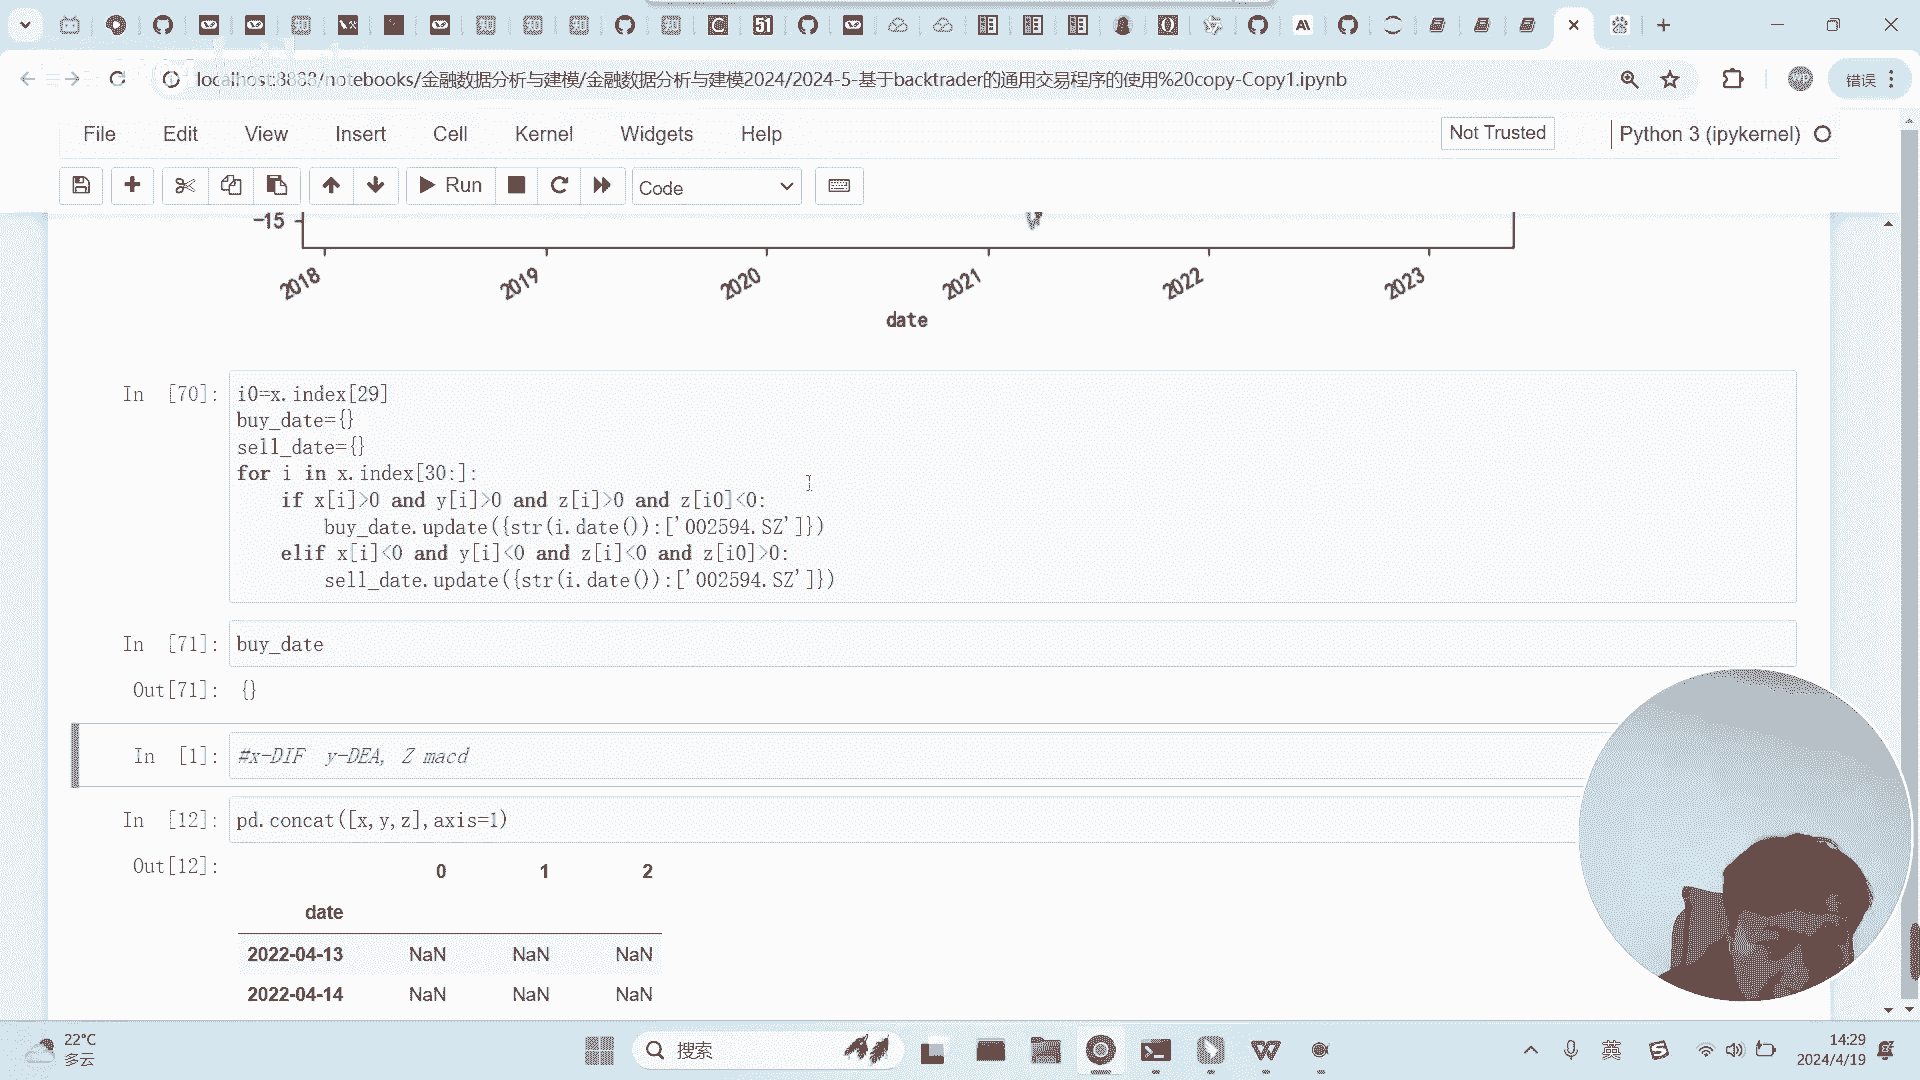 localhost:8888/notebooks/金融数据分析与建模/金融数据分析与建模2024/2024-5-基于backtrader的通用交易程序的使用%20copy-Copy1.ipynb
错误
File Edit View Insert Cell Kernel Widgets Help
Not Trusted
Python 3 (ipykernel)
Run
Code
−15
2018 2019 2020 2021 2022 2023
date
In [70]:
i0=x.index[29]
buy_date={}
sell_date={}
for i in x.index[30:]:
    if x[i]>0 and y[i]>0 and z[i]>0 and z[i0]<0:
        buy_date.update({str(i.date()):['002594.SZ']})
    elif x[i]<0 and y[i]<0 and z[i]<0 and z[i0]>0:
        sell_date.update({str(i.date()):['002594.SZ']})
In [71]: buy_date
Out[71]: {}
In [1]: #x-DIF y-DEA, Z macd
In [12]: pd.concat([x,y,z],axis=1)
Out[12]:
0 1 2
date
2022-04-13 NaN NaN NaN
2022-04-14 NaN NaN NaN
22°C
多云
搜索
英
14:29
2024/4/19